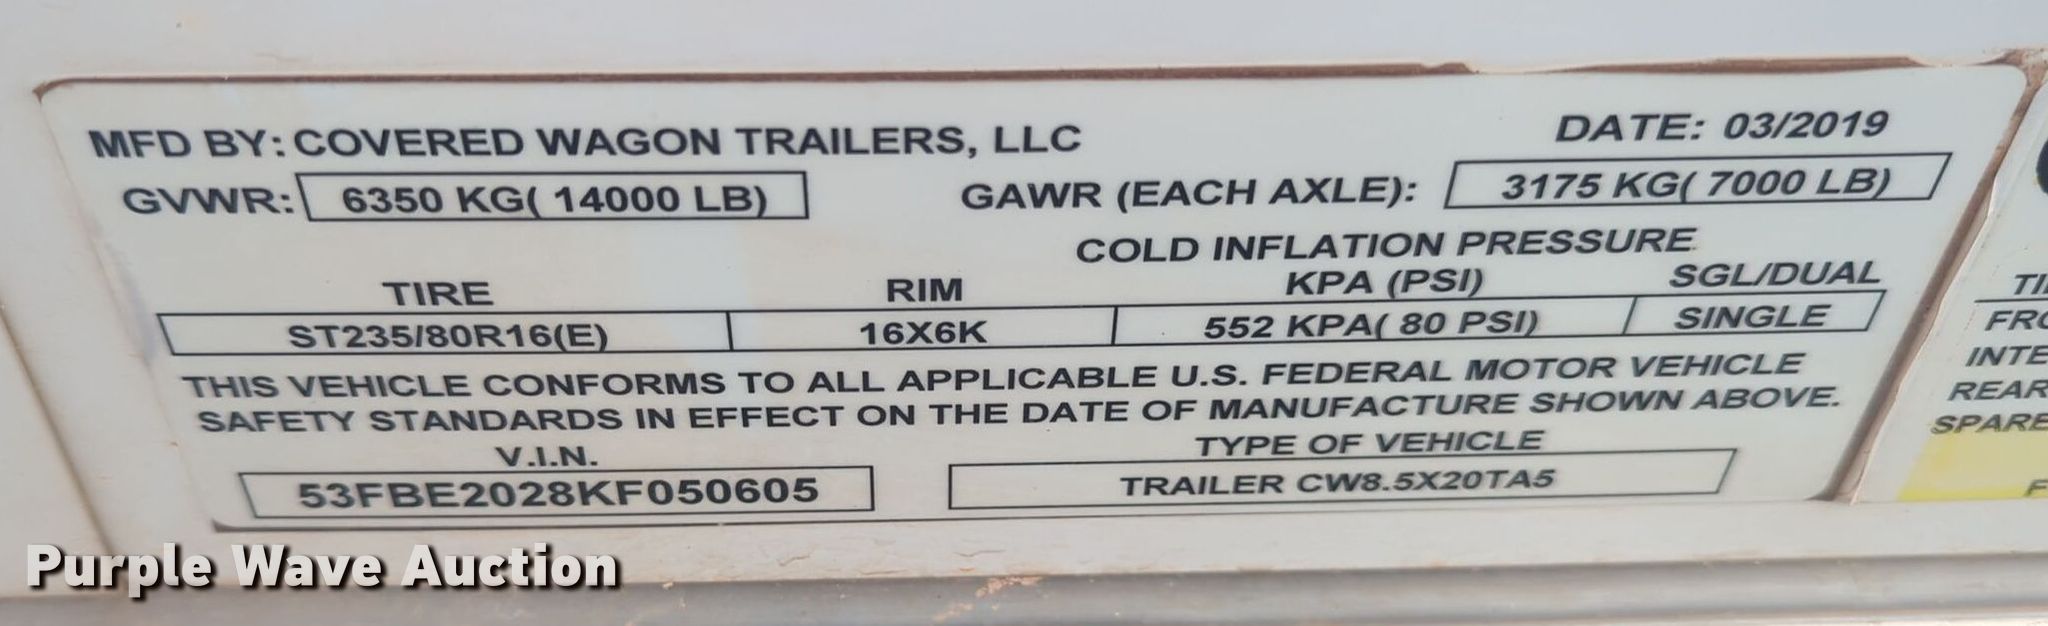 MFD BY: COVERED WAGON TRAILERS, LLC
DATE: 03/2019
GVWR: 6350 KG( 14000 LB)
GAWR (EACH AXLE): 3175 KG( 7000 LB)
COLD INFLATION PRESSURE
TIRE RIM KPA (PSI) SGL/DUAL
ST235/80R16(E) 16X6K 552 KPA( 80 PSI) SINGLE
THIS VEHICLE CONFORMS TO ALL APPLICABLE U.S. FEDERAL MOTOR VEHICLE
SAFETY STANDARDS IN EFFECT ON THE DATE OF MANUFACTURE SHOWN ABOVE.
V.I.N. TYPE OF VEHICLE
53FBE2028KF050605 TRAILER CW8.5X20TA5
REAR
SPARE
Purple Wave Auction